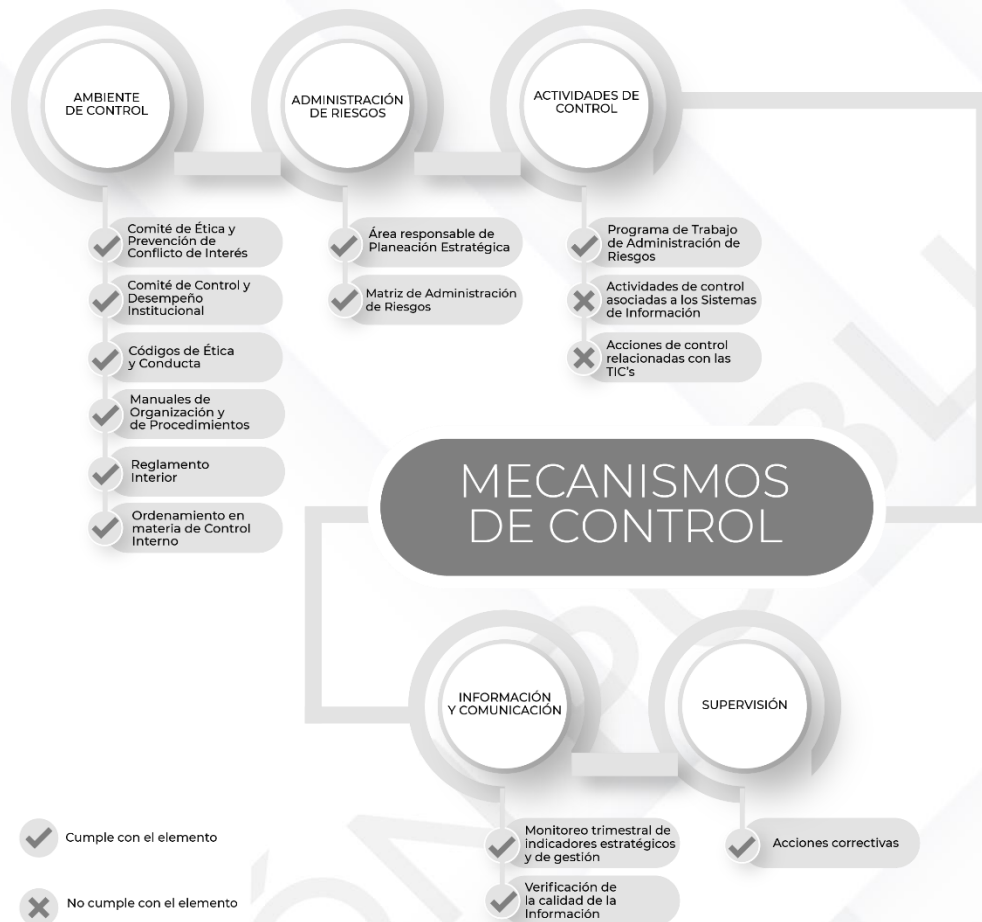 AMBIENTE
DE CONTROL
ADMINISTRACIÓN
DE RIESGOS
ACTIVIDADES DE
CONTROL
Comité de Ética y
Prevención de
Conflicto de Interés
Comité de Control y
Desempeño
Institucional
Códigos de Ética
y Conducta
Manuales de
Organización y
de Procedimientos
Reglamento
Interior
Ordenamiento en
materia de Control
Interno
Área responsable de
Planeación Estratégica
Matriz de Administración
de Riesgos
Programa de Trabajo
de Administración de
Riesgos
Actividades de control
asociadas a los Sistemas
de Información
Acciones de control
relacionadas con las
TIC's
MECANISMOS
DE CONTROL
INFORMACIÓN
Y COMUNICACIÓN
SUPERVISIÓN
Monitoreo trimestral de
indicadores estratégicos
y de gestión
Verificación de
la calidad de la
Información
Acciones correctivas
Cumple con el elemento
No cumple con el elemento